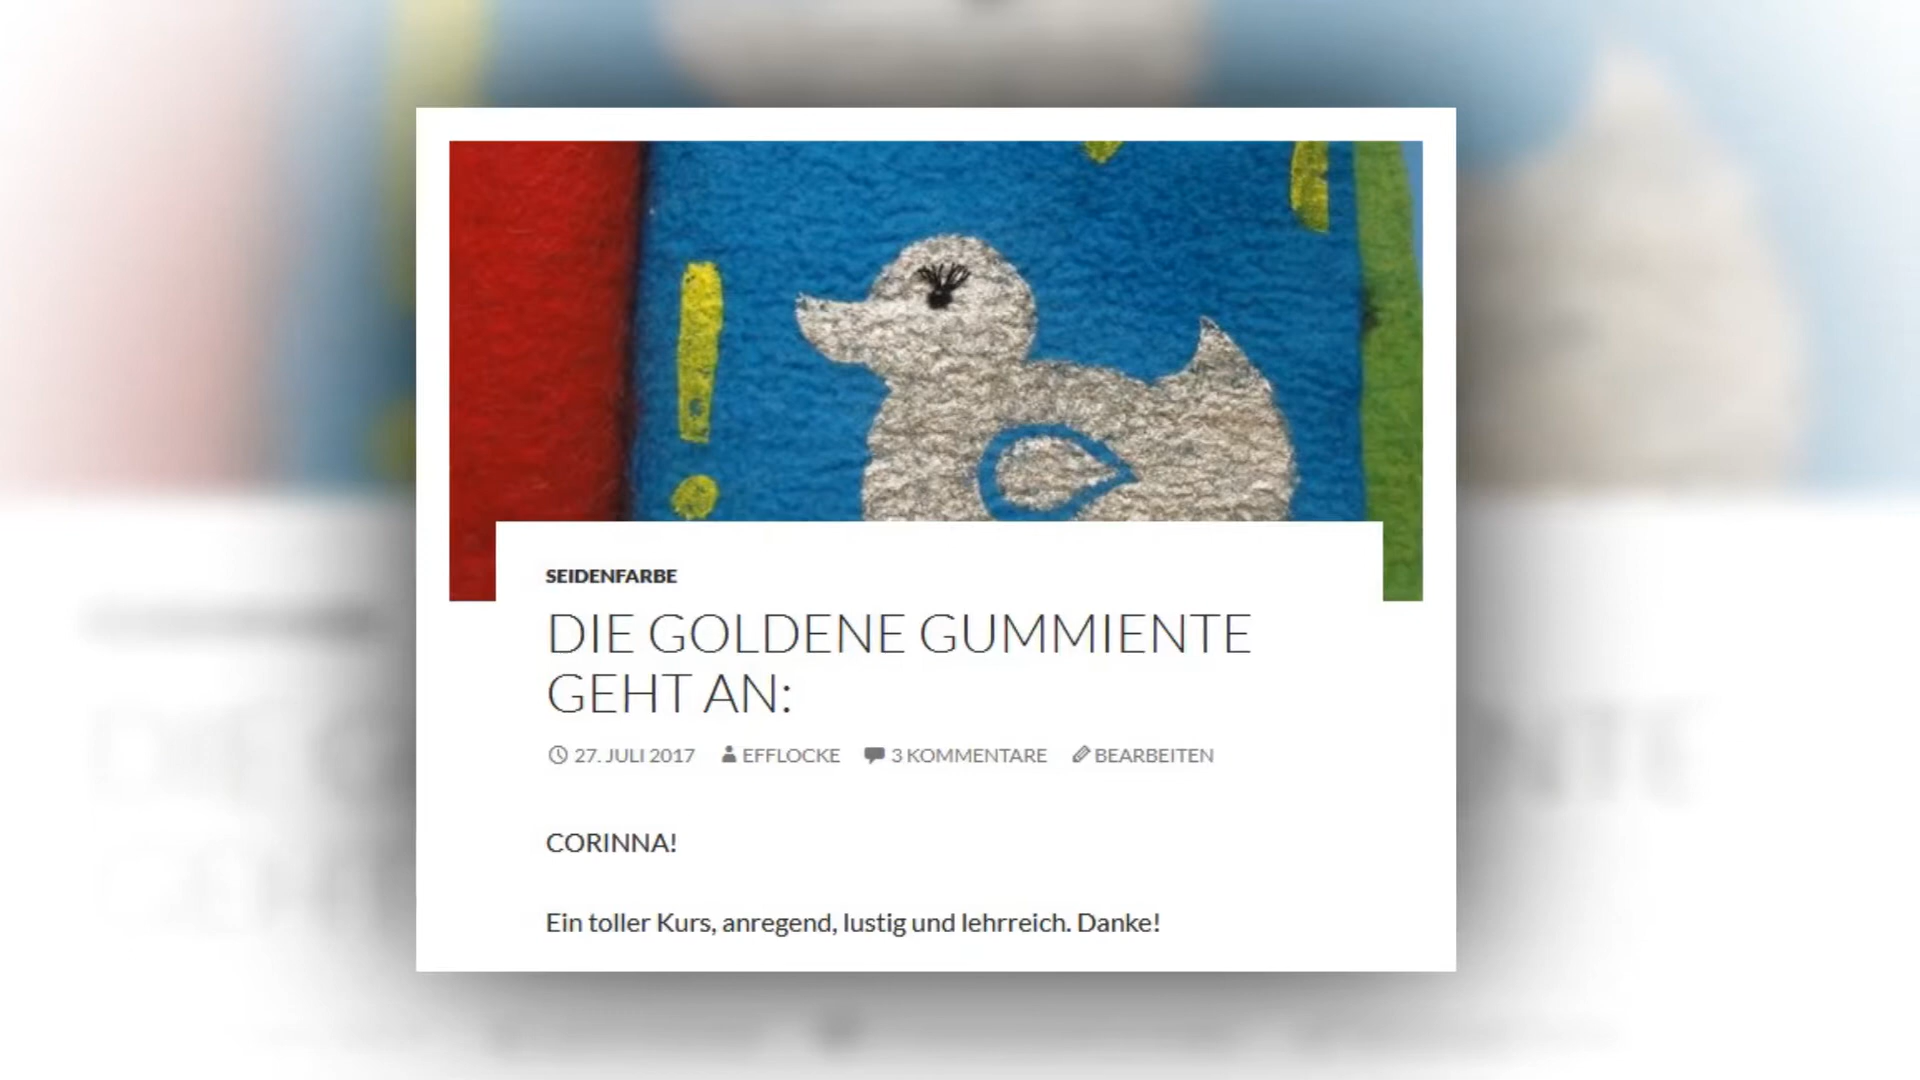 SEIDENFARBE
DIE GOLDENE GUMMIENTE
GEHT AN:
27. JULI 2017 EFFLOCKE 3 KOMMENTARE BEARBEITEN
CORINNA!
Ein toller Kurs, anregend, lustig und lehrreich. Danke!